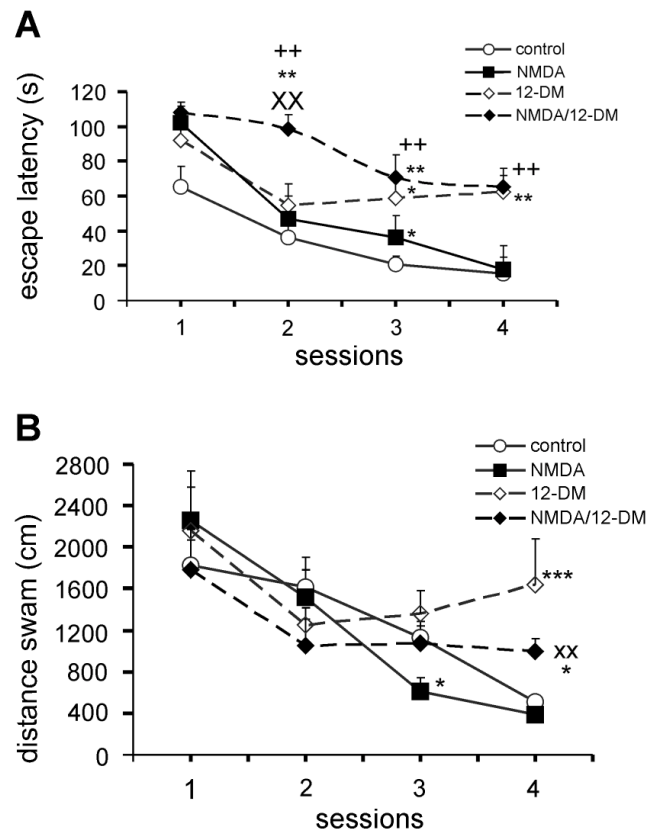 A
++
**
XX
control
NMDA
12-DM
NMDA/12-DM
escape latency (s)
120
100
80
60
40
20
0
++
**
*
*
++
**
1 2 3 4
sessions
B
control
NMDA
12-DM
NMDA/12-DM
distance swam (cm)
2800
2400
2000
1600
1200
800
400
0
***
xx
*
*
1 2 3 4
sessions